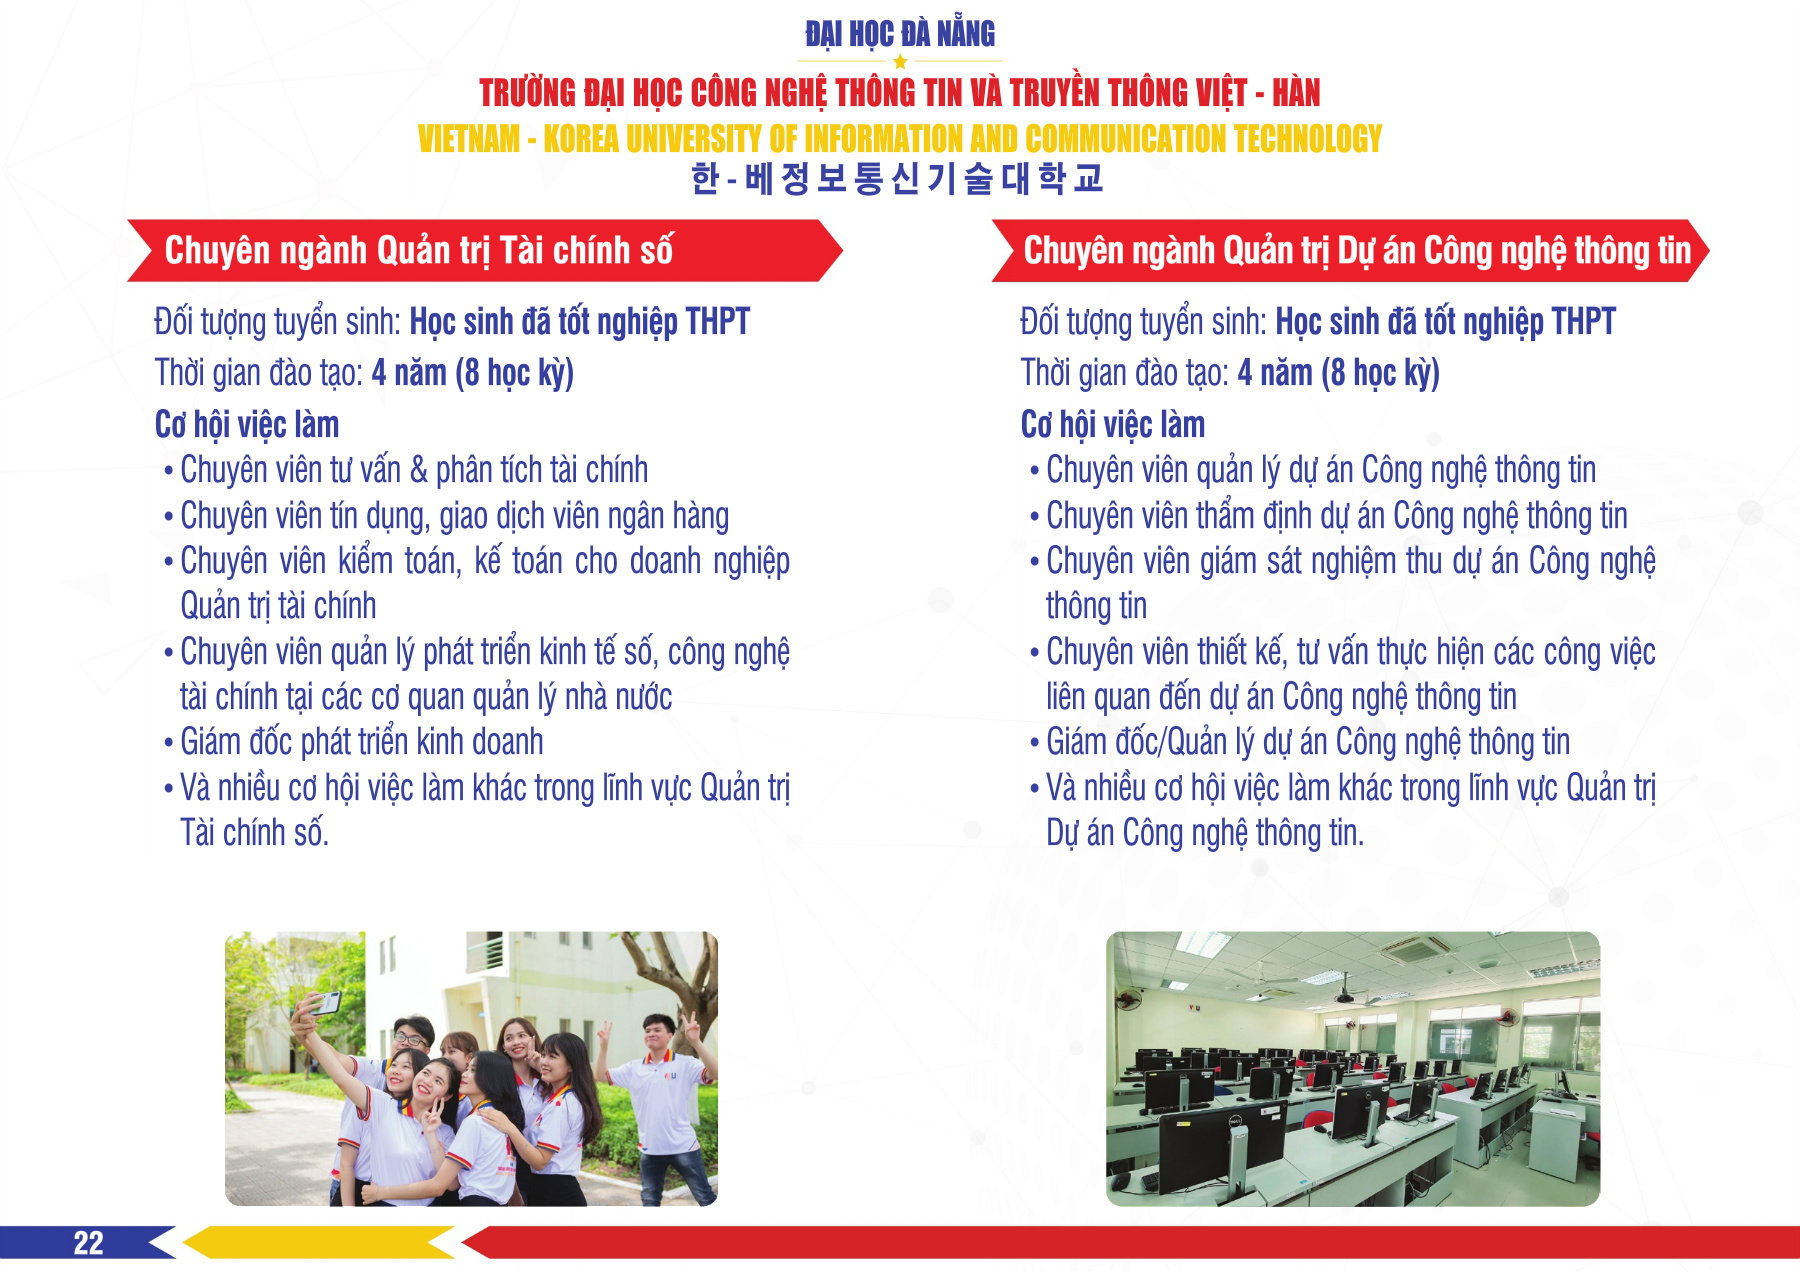 ĐẠI HỌC ĐÀ NẴNG
TRƯỜNG ĐẠI HỌC CÔNG NGHỆ THÔNG TIN VÀ TRUYỀN THÔNG VIỆT - HÀN
VIETNAM - KOREA UNIVERSITY OF INFORMATION AND COMMUNICATION TECHNOLOGY
한-베정보통신기술대학교
Chuyên ngành Quản trị Tài chính số
Đối tượng tuyển sinh: Học sinh đã tốt nghiệp THPT
Thời gian đào tạo: 4 năm (8 học kỳ)
Cơ hội việc làm
• Chuyên viên tư vấn & phân tích tài chính
• Chuyên viên tín dụng, giao dịch viên ngân hàng
• Chuyên viên kiểm toán, kế toán cho doanh nghiệp
Quản trị tài chính
• Chuyên viên quản lý phát triển kinh tế số, công nghệ
tài chính tại các cơ quan quản lý nhà nước
• Giám đốc phát triển kinh doanh
• Và nhiều cơ hội việc làm khác trong lĩnh vực Quản trị
Tài chính số.
Chuyên ngành Quản trị Dự án Công nghệ thông tin
Đối tượng tuyển sinh: Học sinh đã tốt nghiệp THPT
Thời gian đào tạo: 4 năm (8 học kỳ)
Cơ hội việc làm
• Chuyên viên quản lý dự án Công nghệ thông tin
• Chuyên viên thẩm định dự án Công nghệ thông tin
• Chuyên viên giám sát nghiệm thu dự án Công nghệ
thông tin
• Chuyên viên thiết kế, tư vấn thực hiện các công việc
liên quan đến dự án Công nghệ thông tin
• Giám đốc/Quản lý dự án Công nghệ thông tin
• Và nhiều cơ hội việc làm khác trong lĩnh vực Quản trị
Dự án Công nghệ thông tin.
22